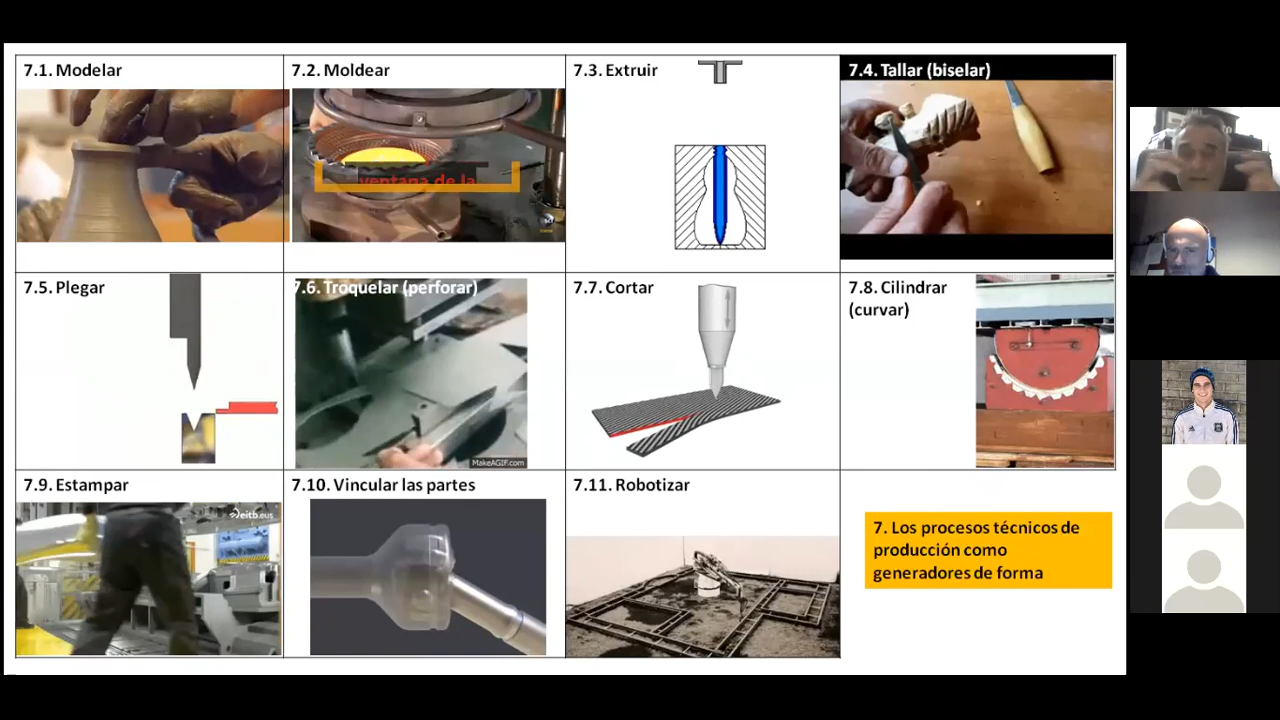 7.1. Modelar
7.2. Moldear
ventana de la
7.3. Extruir
7.4. Tallar (biselar)
7.5. Plegar
7.6. Troquelar (perforar)
MakeAGIF.com
7.7. Cortar
7.8. Cilindrar
(curvar)
7.9. Estampar
eitb.eus
7.10. Vincular las partes
7.11. Robotizar
7. Los procesos técnicos de
producción como
generadores de forma